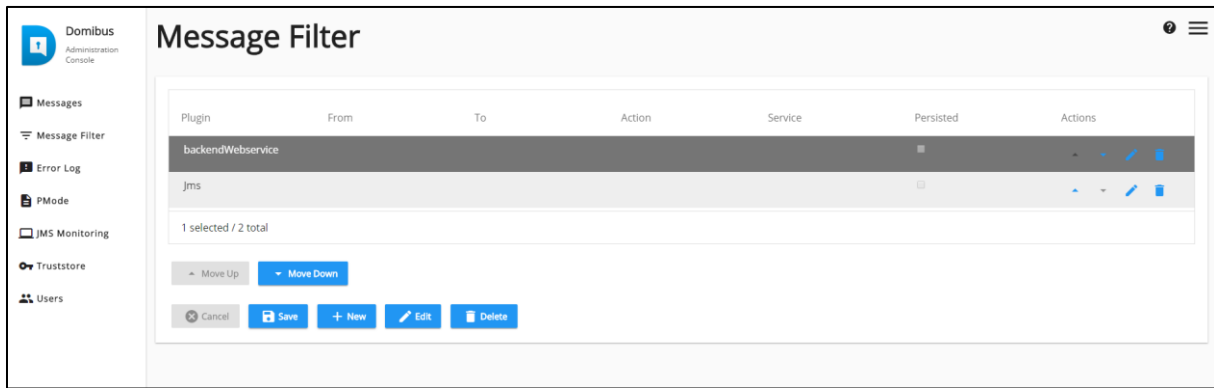 Domibus
Administration
Console
Messages
Message Filter
Error Log
PMode
JMS Monitoring
Truststore
Users
Message Filter
Plugin From To Action Service Persisted Actions
backendWebservice
Jms
1 selected / 2 total
Move Up Move Down
Cancel Save New Edit Delete